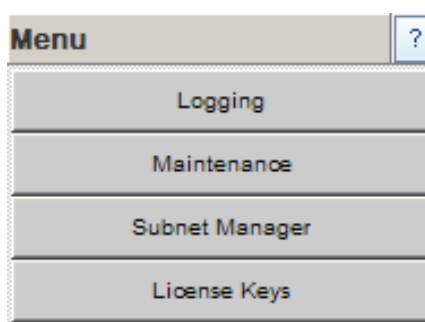 Menu ?
Logging
Maintenance
Subnet Manager
License Keys